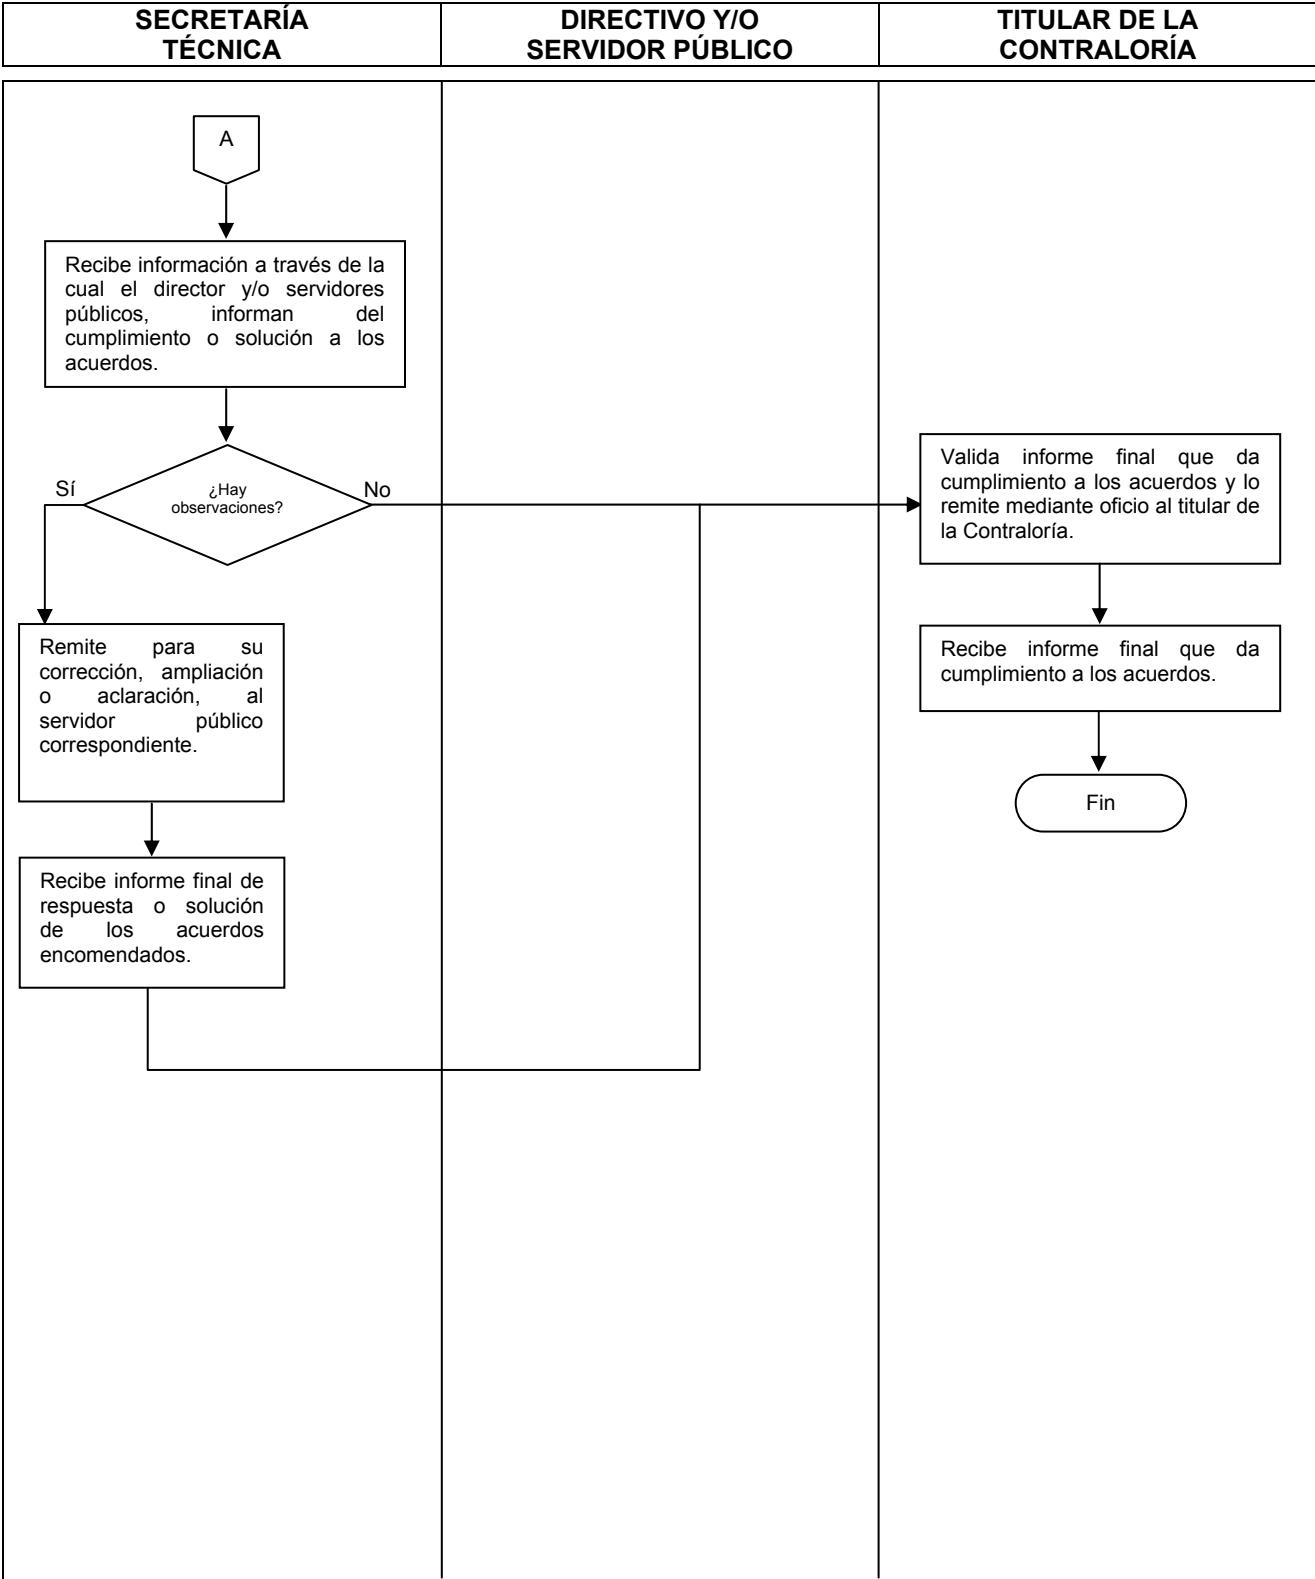 SECRETARÍA
TÉCNICA
DIRECTIVO Y/O
SERVIDOR PÚBLICO
TITULAR DE LA
CONTRALORÍA
A
Recibe información a través de la
cual el director y/o servidores
públicos, informan del
cumplimiento o solución a los
acuerdos.
¿Hay
observaciones?
Sí
No
Remite para su
corrección, ampliación
o aclaración, al
servidor público
correspondiente.
Recibe informe final de
respuesta o solución
de los acuerdos
encomendados.
Valida informe final que da
cumplimiento a los acuerdos y lo
remite mediante oficio al titular de
la Contraloría.
Recibe informe final que da
cumplimiento a los acuerdos.
Fin